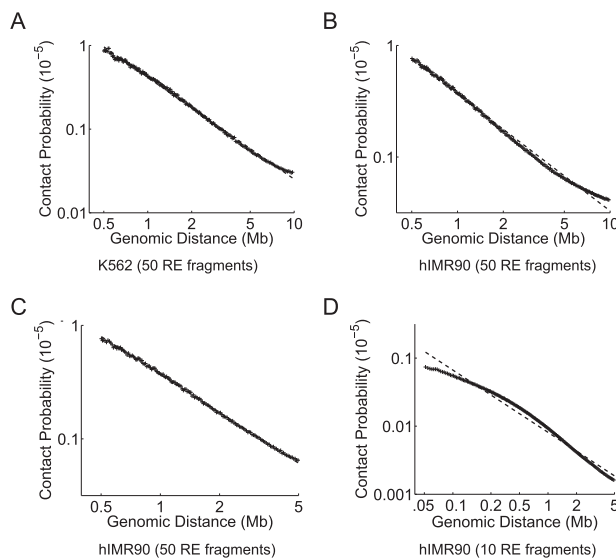 A
Contact Probability (10⁻⁵)
1
0.1
0.01
0.5 1 2 5 10
Genomic Distance (Mb)
K562 (50 RE fragments)
B
Contact Probability (10⁻⁵)
1
0.1
0.5 1 2 5 10
Genomic Distance (Mb)
hIMR90 (50 RE fragments)
C
Contact Probability (10⁻⁵)
1
0.1
0.5 1 2 5
Genomic Distance (Mb)
hIMR90 (50 RE fragments)
D
Contact Probability (10⁻⁵)
0.1
0.01
0.001
.05 0.1 0.2 0.5 1 2 5
Genomic Distance (Mb)
hIMR90 (10 RE fragments)